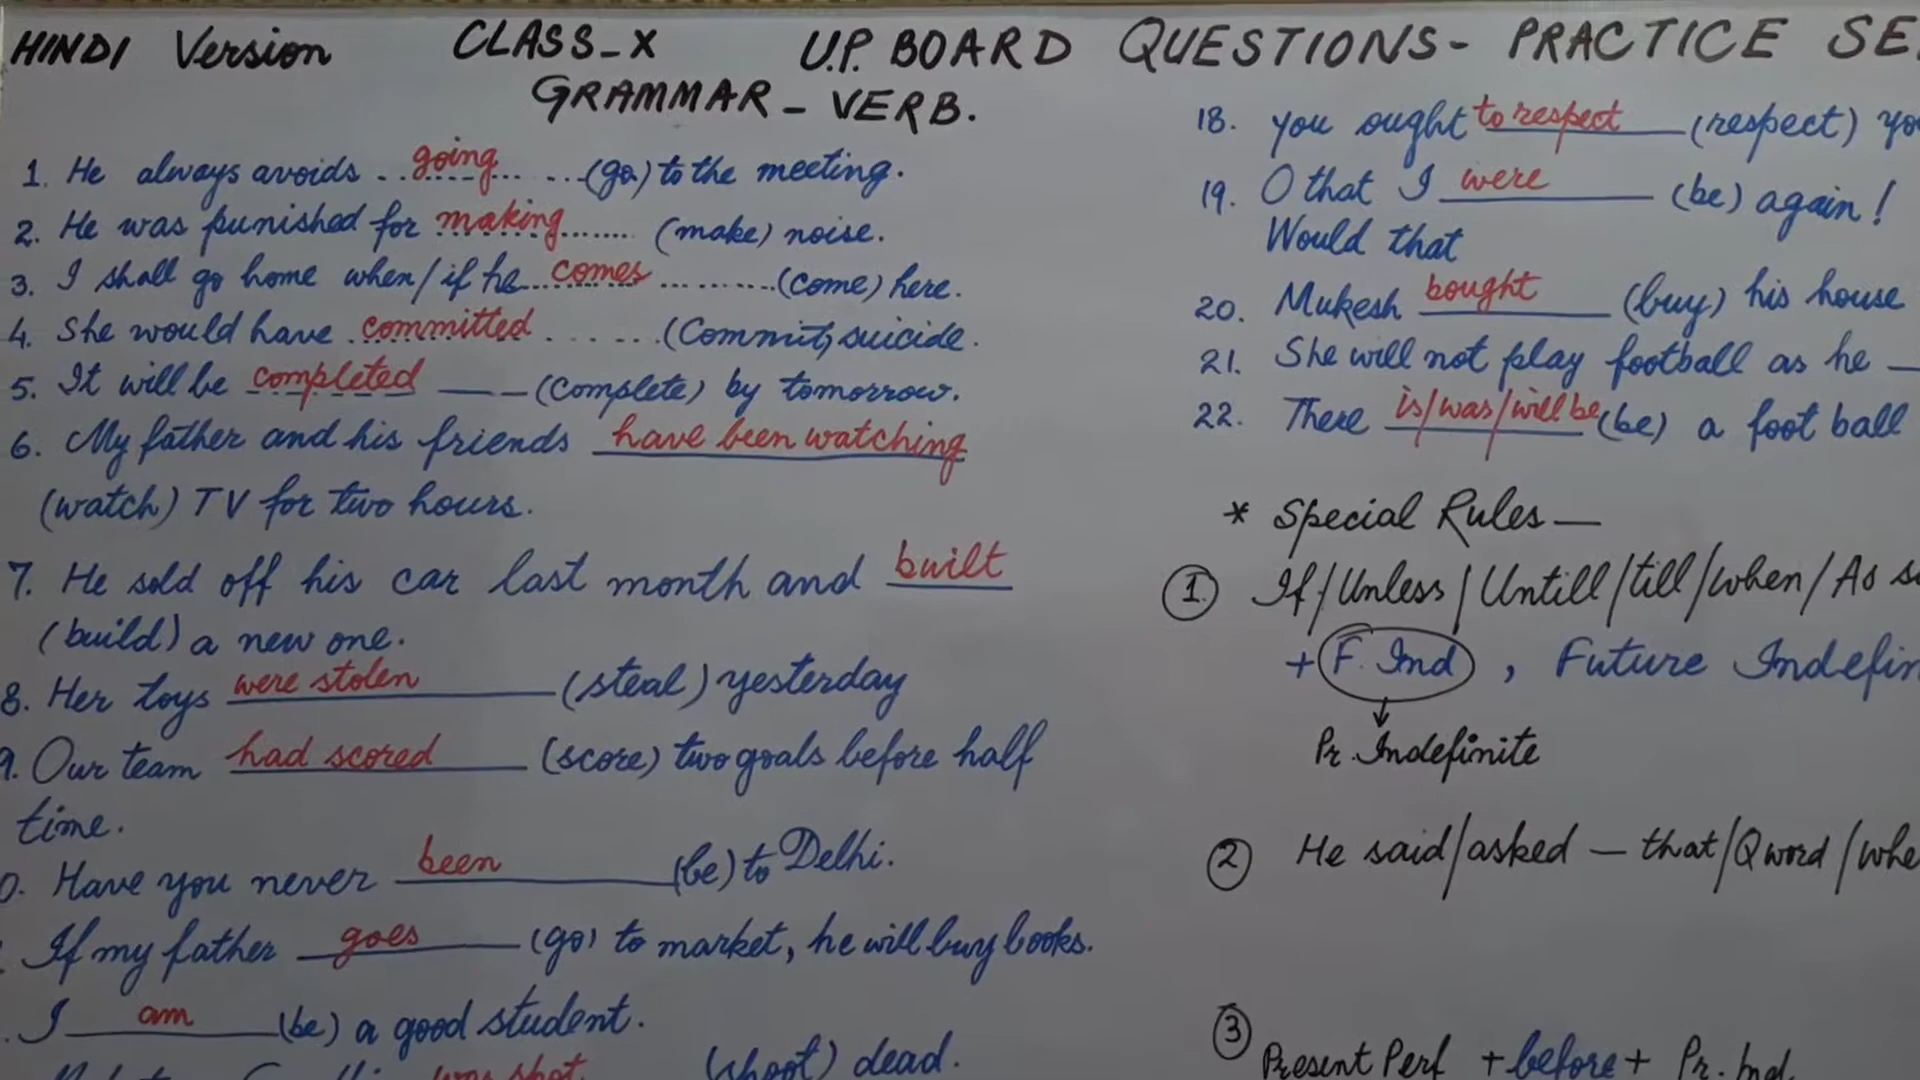 HINDI Version CLASS-X U.P. BOARD QUESTIONS- PRACTICE SE
GRAMMAR - VERB.
1. He always avoids ...going... ...(go) to the meeting.
2. He was punished for making....... (make) noise.
3. I shall go home when/if he...comes...........(come) here.
4. She would have .committed. ......(Commit) suicide.
5. It will be completed ____ (Complete) by tomorrow.
6. My father and his friends have been watching
(watch) TV for two hours.
7. He sold off his car last month and built
(build) a new one.
8. Her toys were stolen (steal) yesterday
9. Our team had scored (score) two goals before half
time.
0. Have you never been (be) to Delhi.
If my father goes (go) to market, he will buy books.
. I am (be) a good student.
was shot (shoot) dead.
18. you ought to respect (respect) yo
19. O that I were (be) again!
Would that
20. Mukesh bought (buy) his house
21. She will not play football as he _
22. There is/was/will be (be) a foot ball
* Special Rules —
① If/Unless/Untill/till/when/As s
+ F. Ind , Future Indefin
↓
Pr. Indefinite
② He said/asked — that/Qword/whe
③ Present Perf + before + Pr. Ind.